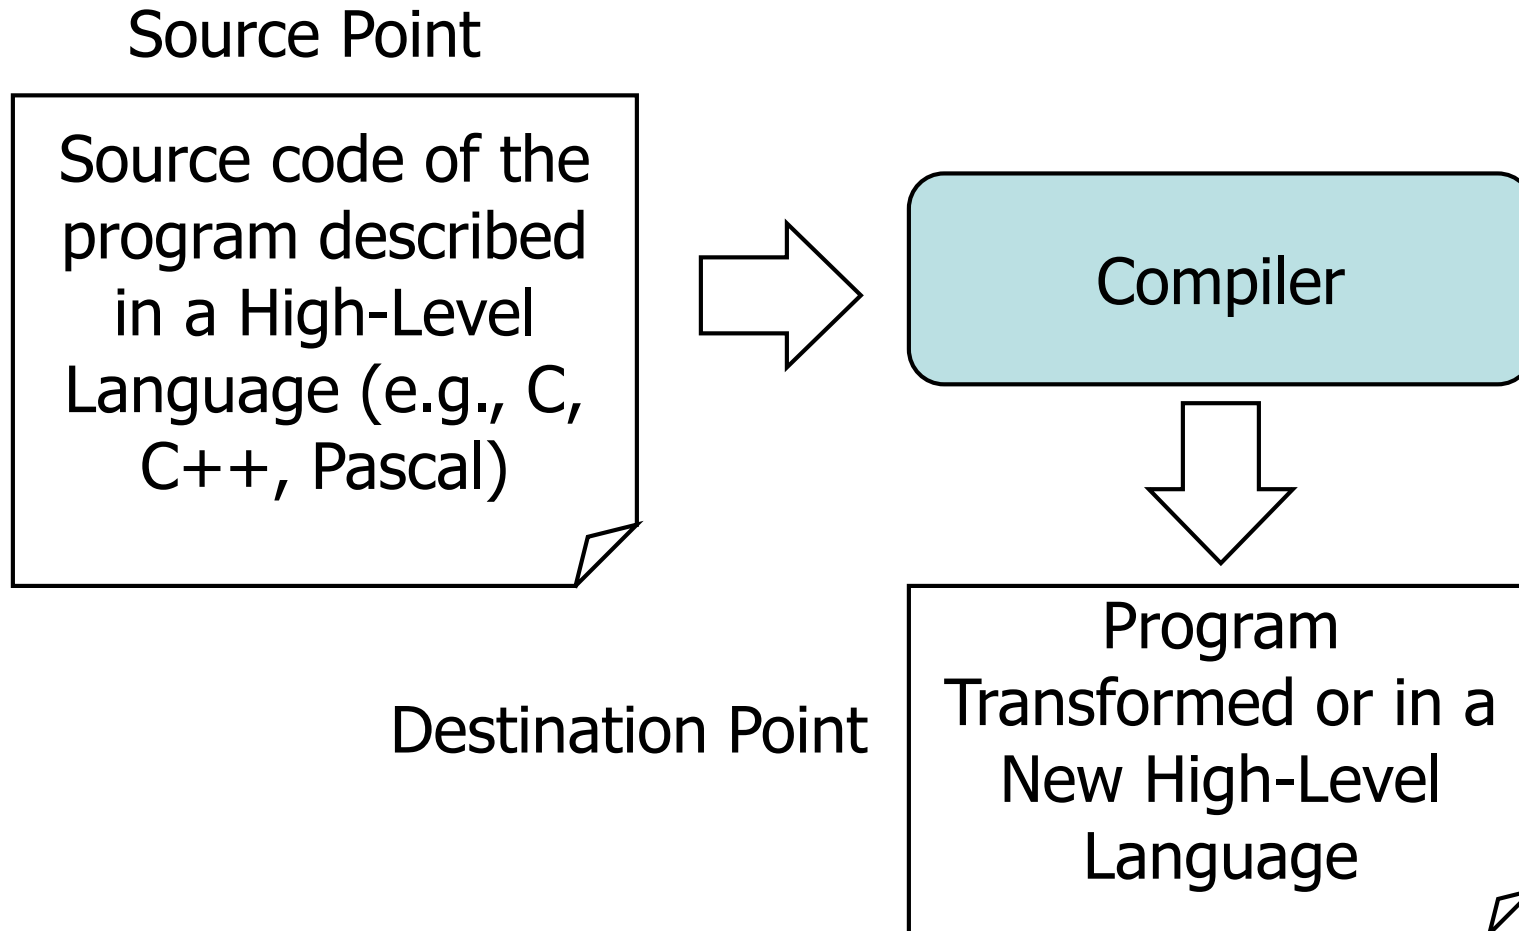 Source Point
Source code of the
program described
in a High-Level
Language (e.g., C,
C++, Pascal)
Compiler
Destination Point
Program
Transformed or in a
New High-Level
Language